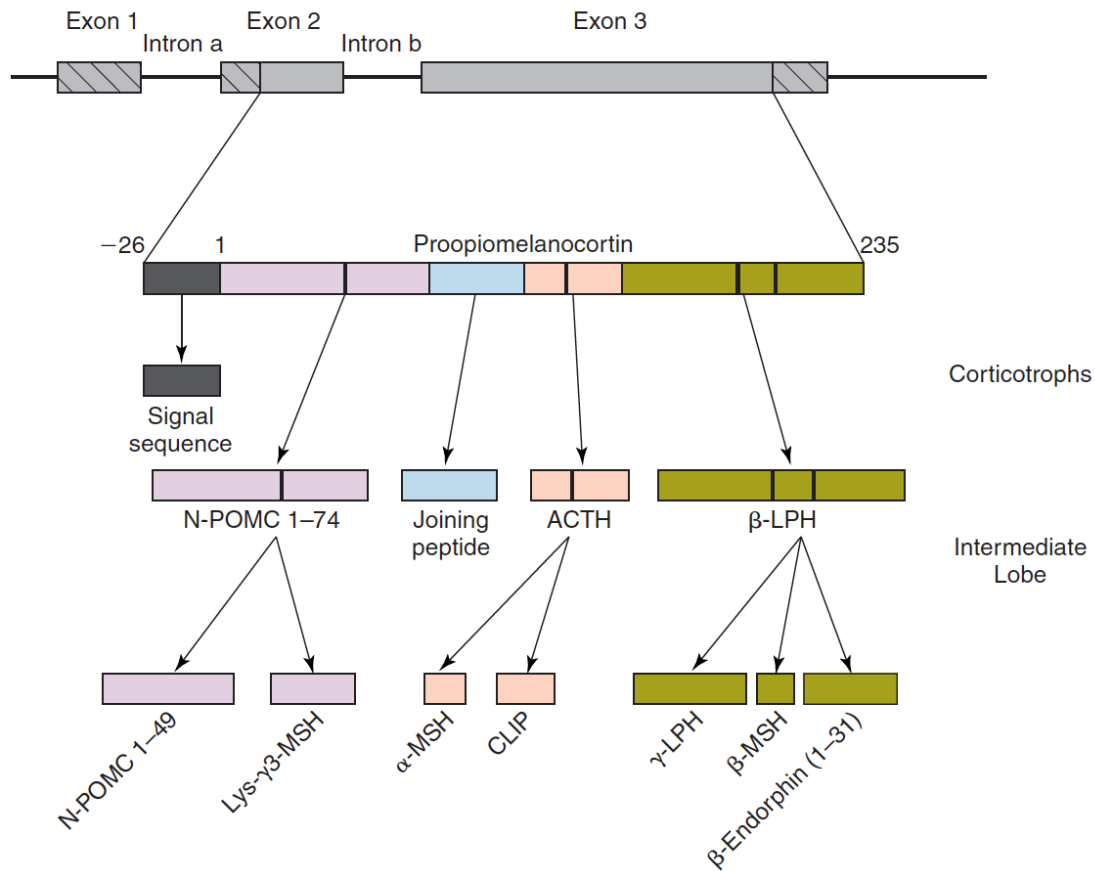 Exon 1
Intron a
Exon 2
Intron b
Exon 3
−26
1
Proopiomelanocortin
235
Corticotrophs
Signal
sequence
N-POMC 1–74
Joining
peptide
ACTH
β-LPH
Intermediate
Lobe
N-POMC 1–49
Lys-γ3-MSH
α-MSH
CLIP
γ-LPH
β-MSH
β-Endorphin (1–31)